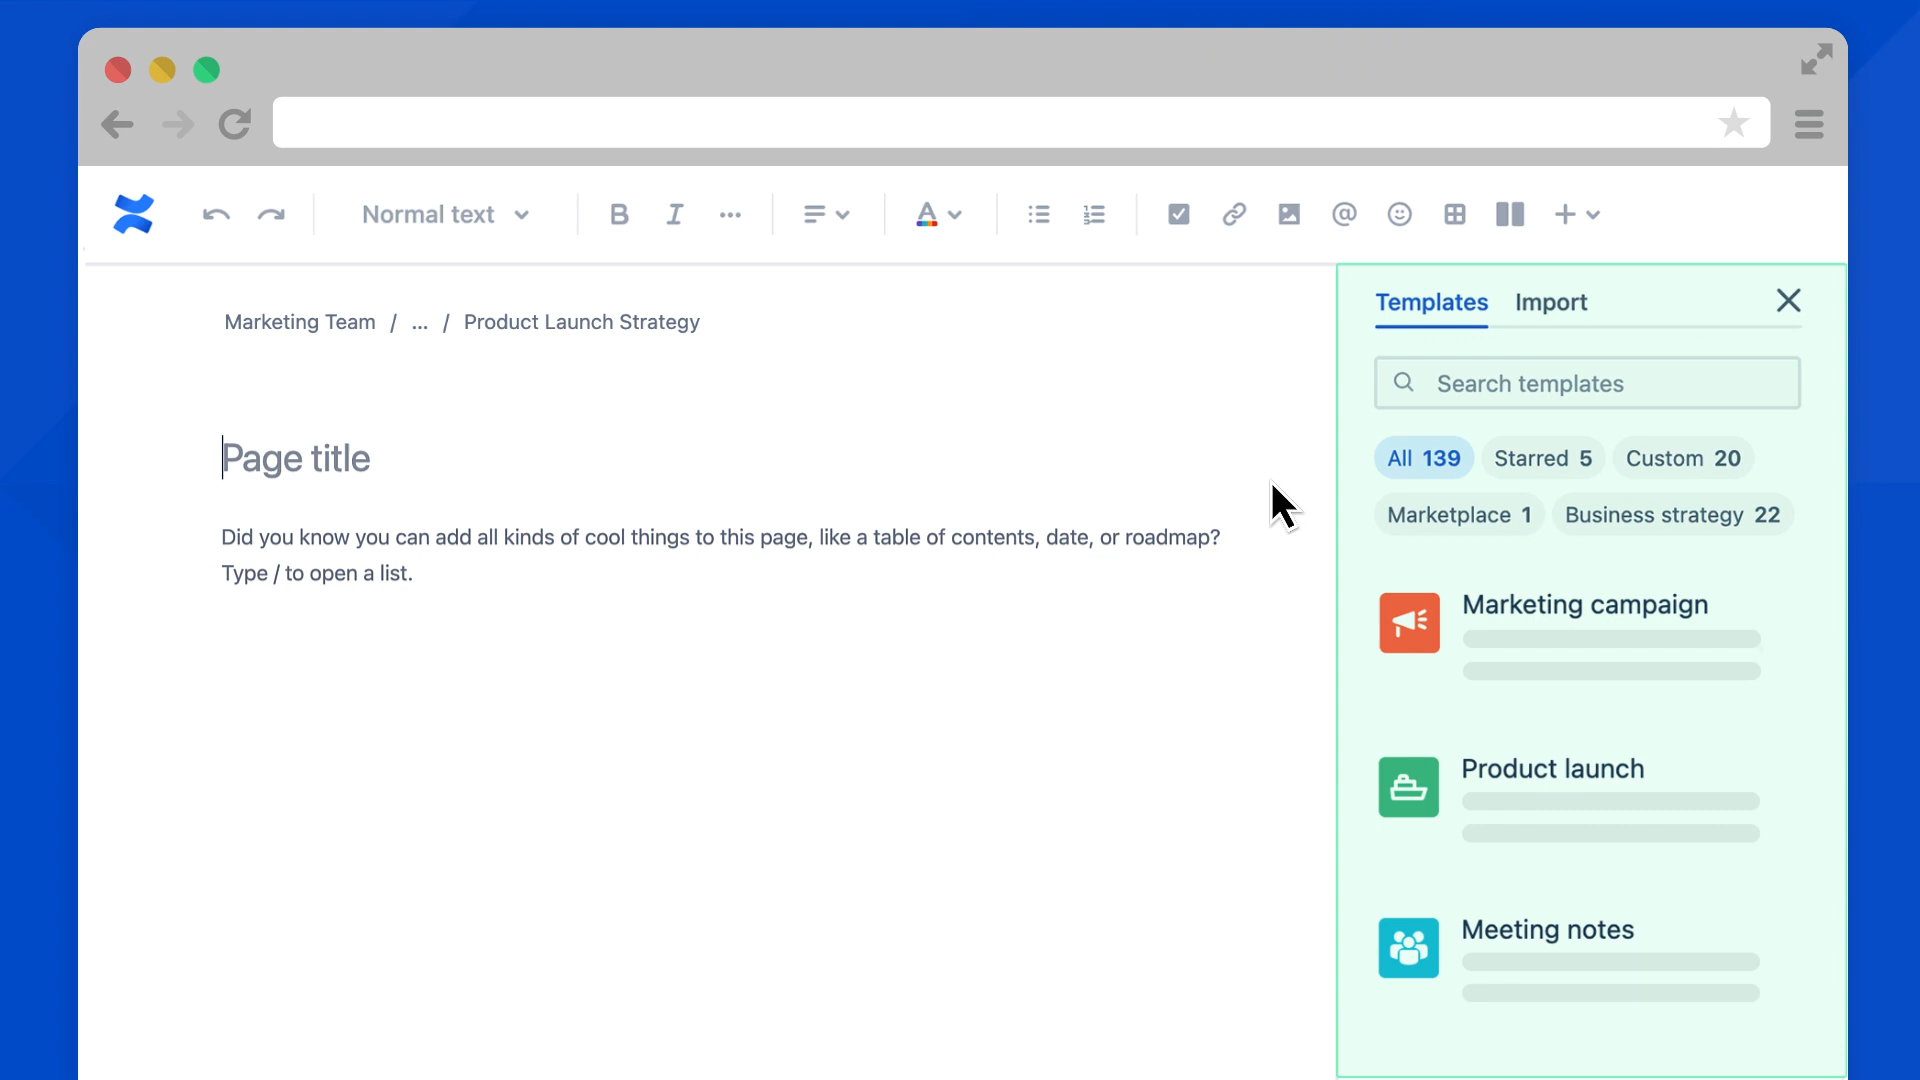 Normal text
Marketing Team / ... / Product Launch Strategy
Page title
Did you know you can add all kinds of cool things to this page, like a table of contents, date, or roadmap?
Type / to open a list.
Templates Import
Search templates
All 139 Starred 5 Custom 20
Marketplace 1 Business strategy 22
Marketing campaign
Product launch
Meeting notes